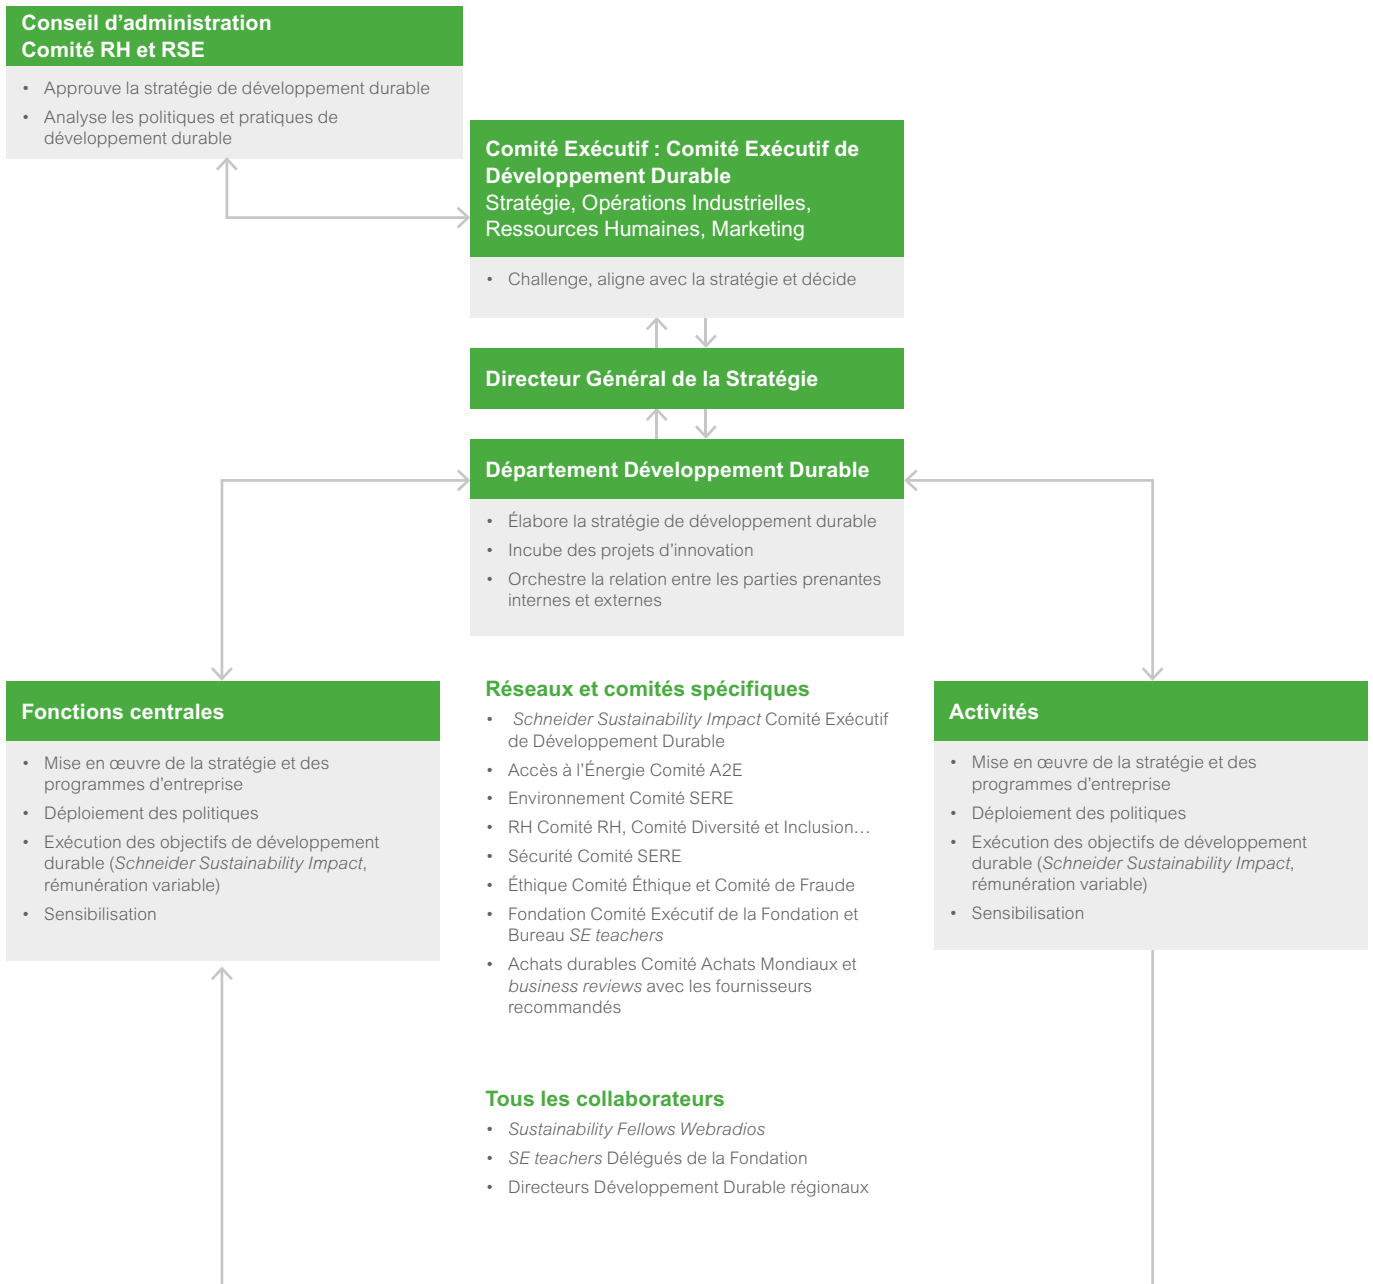 Conseil d’administration
Comité RH et RSE
• Approuve la stratégie de développement durable
• Analyse les politiques et pratiques de
développement durable
Comité Exécutif : Comité Exécutif de
Développement Durable
Stratégie, Opérations Industrielles,
Ressources Humaines, Marketing
• Challenge, aligne avec la stratégie et décide
Directeur Général de la Stratégie
Département Développement Durable
• Élabore la stratégie de développement durable
• Incube des projets d’innovation
• Orchestre la relation entre les parties prenantes
internes et externes
Fonctions centrales
• Mise en œuvre de la stratégie et des
programmes d’entreprise
• Déploiement des politiques
• Exécution des objectifs de développement
durable (Schneider Sustainability Impact,
rémunération variable)
• Sensibilisation
Réseaux et comités spécifiques
• Schneider Sustainability Impact Comité Exécutif
de Développement Durable
• Accès à l’Énergie Comité A2E
• Environnement Comité SERE
• RH Comité RH, Comité Diversité et Inclusion…
• Sécurité Comité SERE
• Éthique Comité Éthique et Comité de Fraude
• Fondation Comité Exécutif de la Fondation et
Bureau SE teachers
• Achats durables Comité Achats Mondiaux et
business reviews avec les fournisseurs
recommandés
Activités
• Mise en œuvre de la stratégie et des
programmes d’entreprise
• Déploiement des politiques
• Exécution des objectifs de développement
durable (Schneider Sustainability Impact,
rémunération variable)
• Sensibilisation
Tous les collaborateurs
• Sustainability Fellows Webradios
• SE teachers Délégués de la Fondation
• Directeurs Développement Durable régionaux